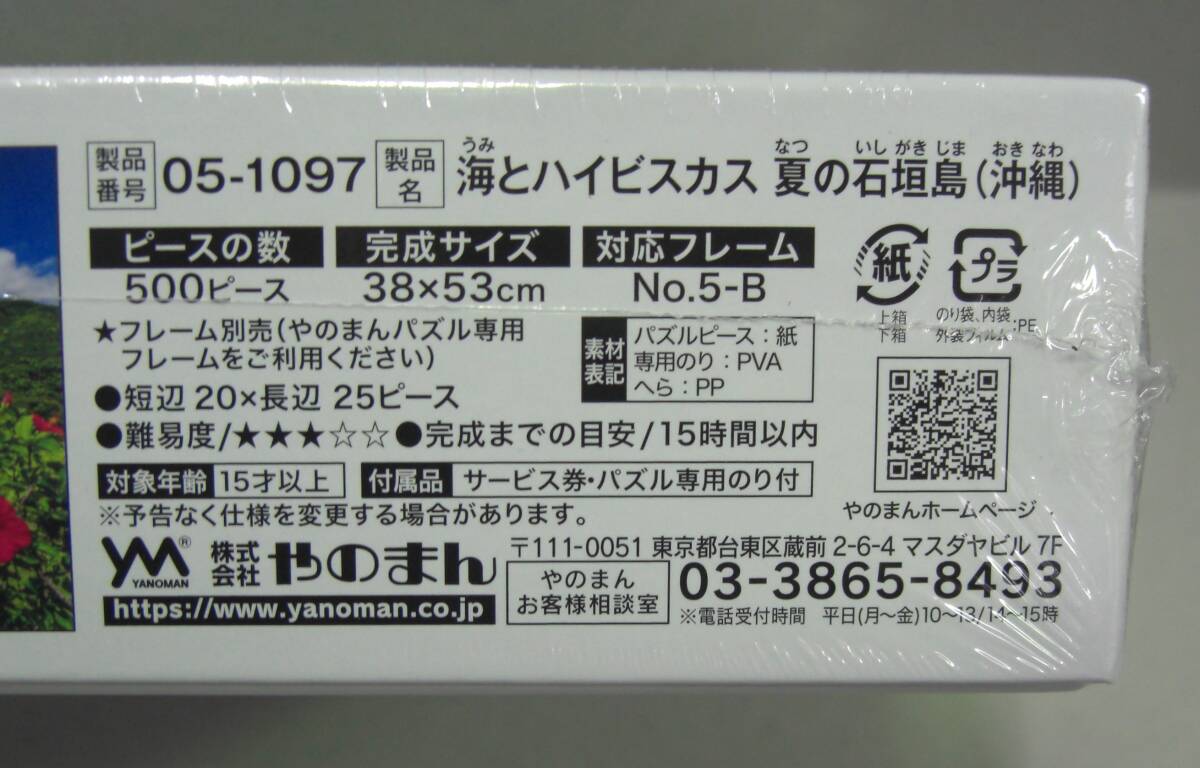 製品番号 05-1097 製品名 海とハイビスカス 夏の石垣島(沖縄)
うみ なつ いしがきじま おきなわ
ピースの数 完成サイズ 対応フレーム
500ピース 38×53cm No.5-B
紙 プラ
上箱 下箱
のり袋、内袋 外装フィルム:PE
★フレーム別売(やのまんパズル専用
フレームをご利用ください)
素材表記
パズルピース:紙
専用のり:PVA
へら:PP
●短辺 20×長辺 25ピース
●難易度/★★★☆☆ ●完成までの目安/15時間以内
対象年齢 15才以上 付属品 サービス券・パズル専用のり付
※予告なく仕様を変更する場合があります。
やのまんホームページ
YM® YANOMAN 株式会社 やのまん
https://www.yanoman.co.jp
〒111-0051 東京都台東区蔵前 2-6-4 マスダヤビル 7F
やのまん お客様相談室 03-3865-8493
※電話受付時間 平日(月〜金)10〜13/14〜15時